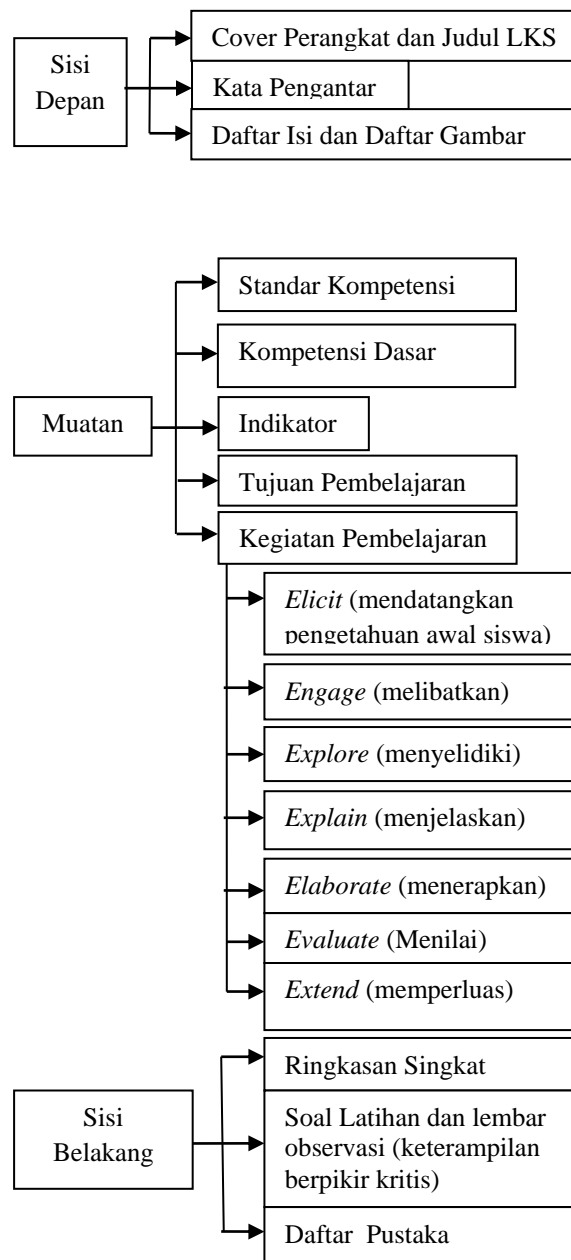 Sisi
Depan
Cover Perangkat dan Judul LKS
Kata Pengantar
Daftar Isi dan Daftar Gambar
Muatan
Standar Kompetensi
Kompetensi Dasar
Indikator
Tujuan Pembelajaran
Kegiatan Pembelajaran
Elicit (mendatangkan
pengetahuan awal siswa)
Engage (melibatkan)
Explore (menyelidiki)
Explain (menjelaskan)
Elaborate (menerapkan)
Evaluate (Menilai)
Extend (memperluas)
Sisi
Belakang
Ringkasan Singkat
Soal Latihan dan lembar
observasi (keterampilan
berpikir kritis)
Daftar Pustaka